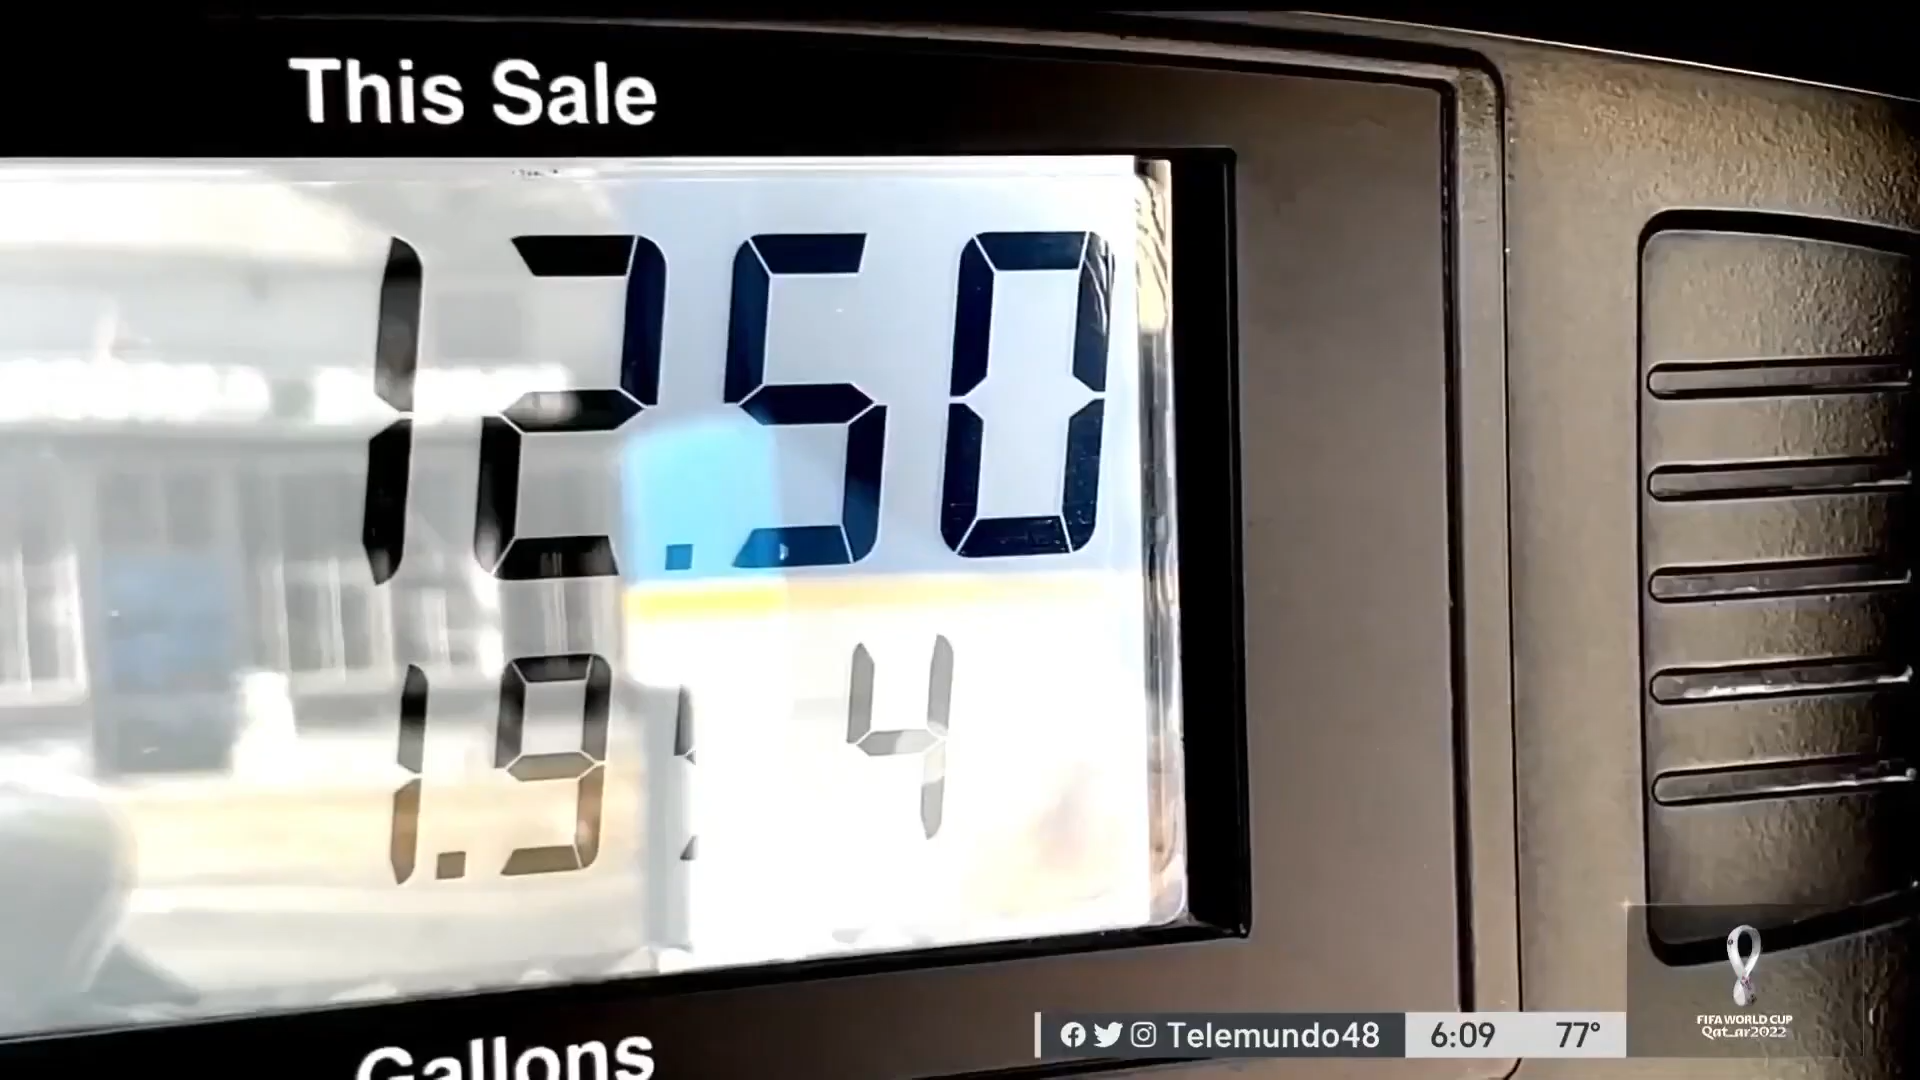 This Sale
12.50
Gallons
Telemundo48
6:09
77°
FIFA WORLD CUP
Qatar2022